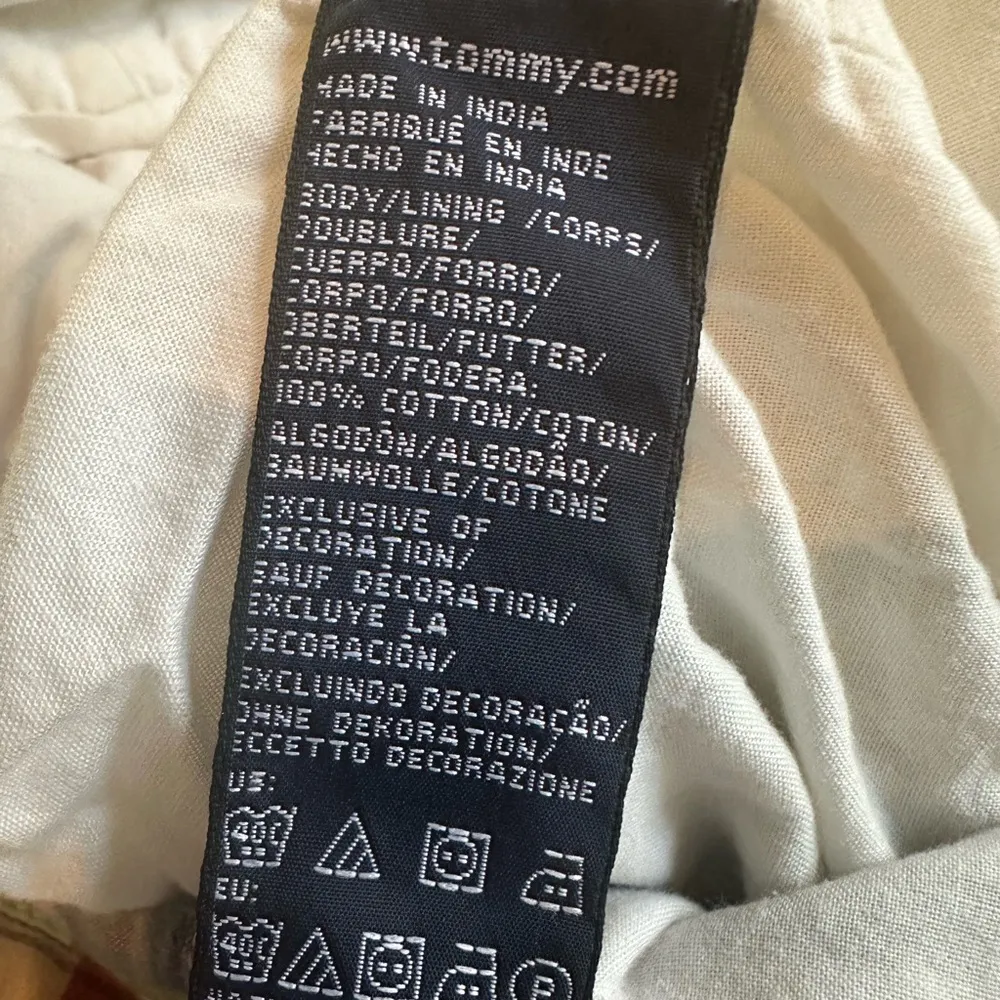 www.tommy.com
MADE IN INDIA
FABRIQUÉ EN INDE
HECHO EN INDIA
BODY/LINING /CORPS/
DOUBLURE/
CUERPO/FORRO/
CORPO/FORRO/
OBERTEIL/FUTTER/
CORPO/FODERA:
100% COTTON/COTON/
ALGODÓN/ALGODÃO/
BAUMWOLLE/COTONE
EXCLUSIVE OF
DECORATION/
SAUF DÉCORATION/
EXCLUYE LA
DECORACIÓN/
EXCLUINDO DECORAÇÃO/
OHNE DEKORATION/
ECCETTO DECORAZIONE
US:
40C
EU:
40C
P